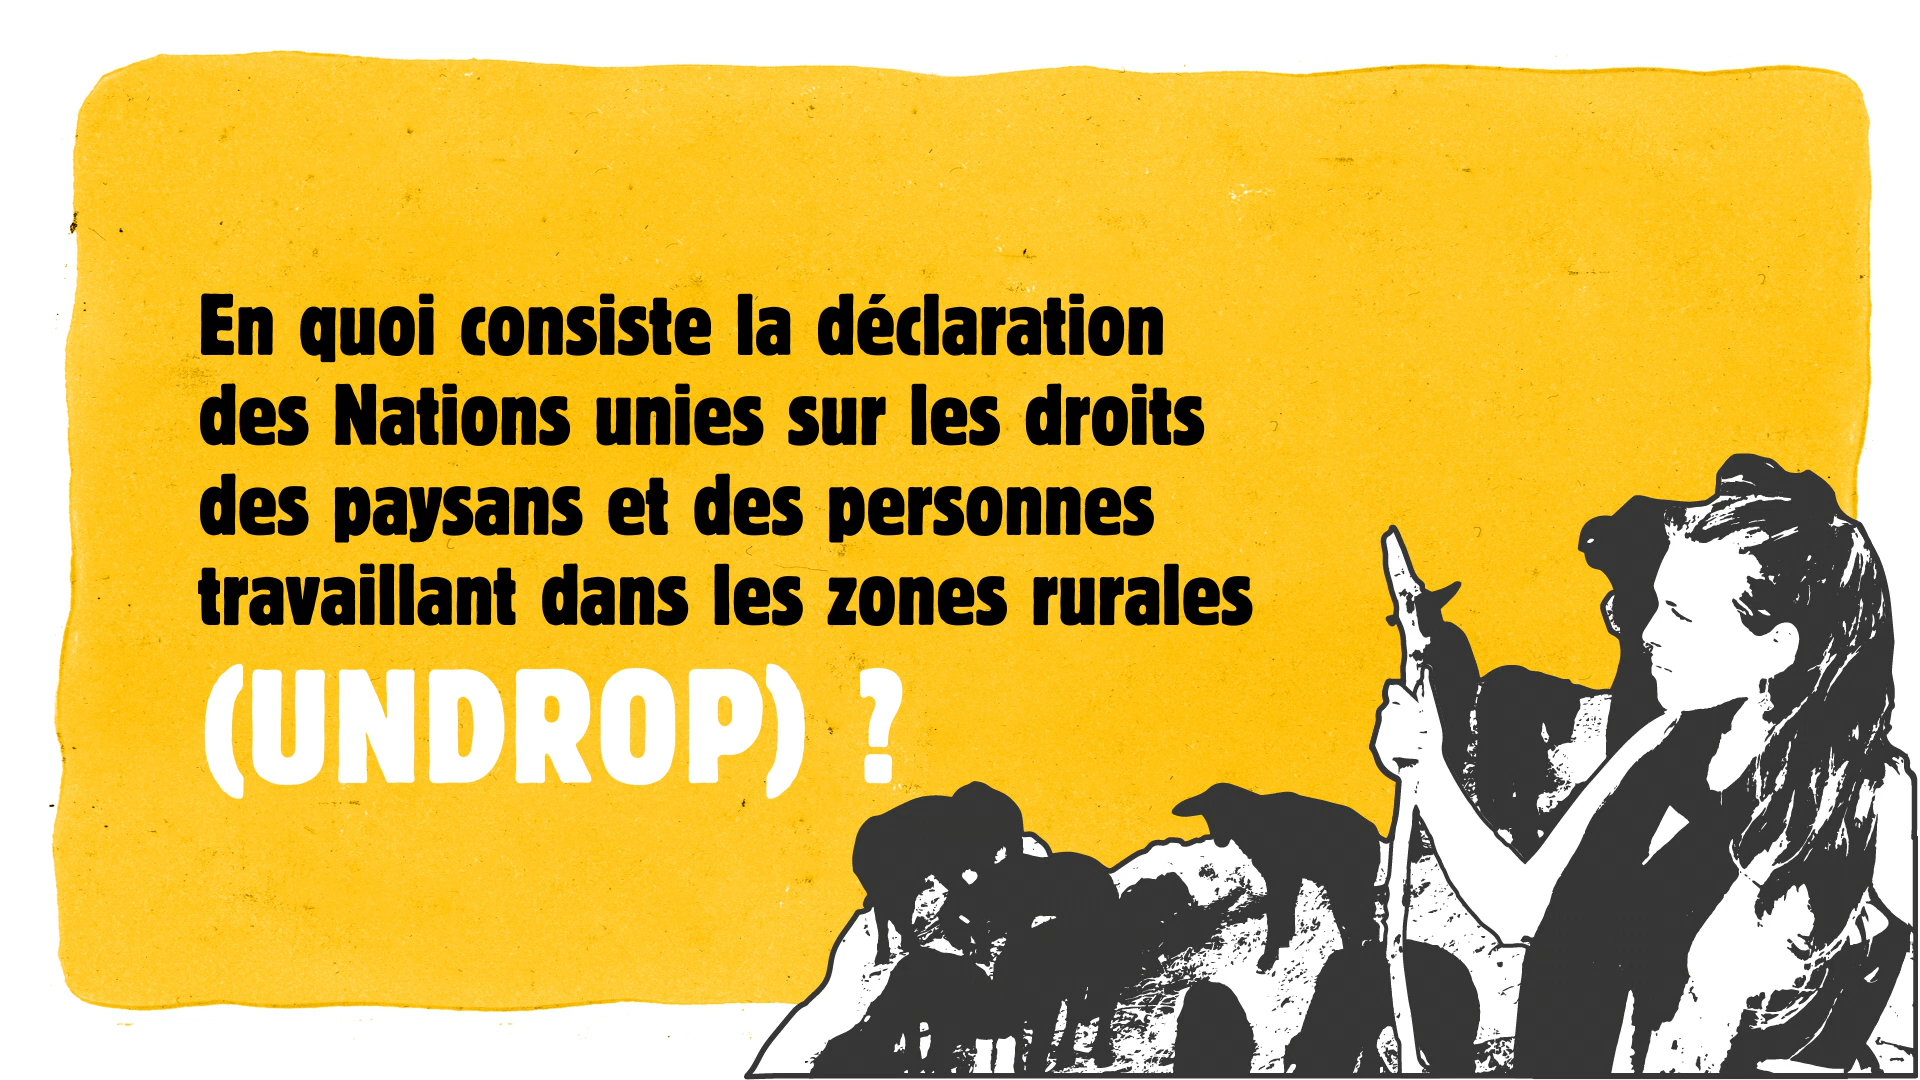 En quoi consiste la déclaration
des Nations unies sur les droits
des paysans et des personnes
travaillant dans les zones rurales
(UNDROP) ?